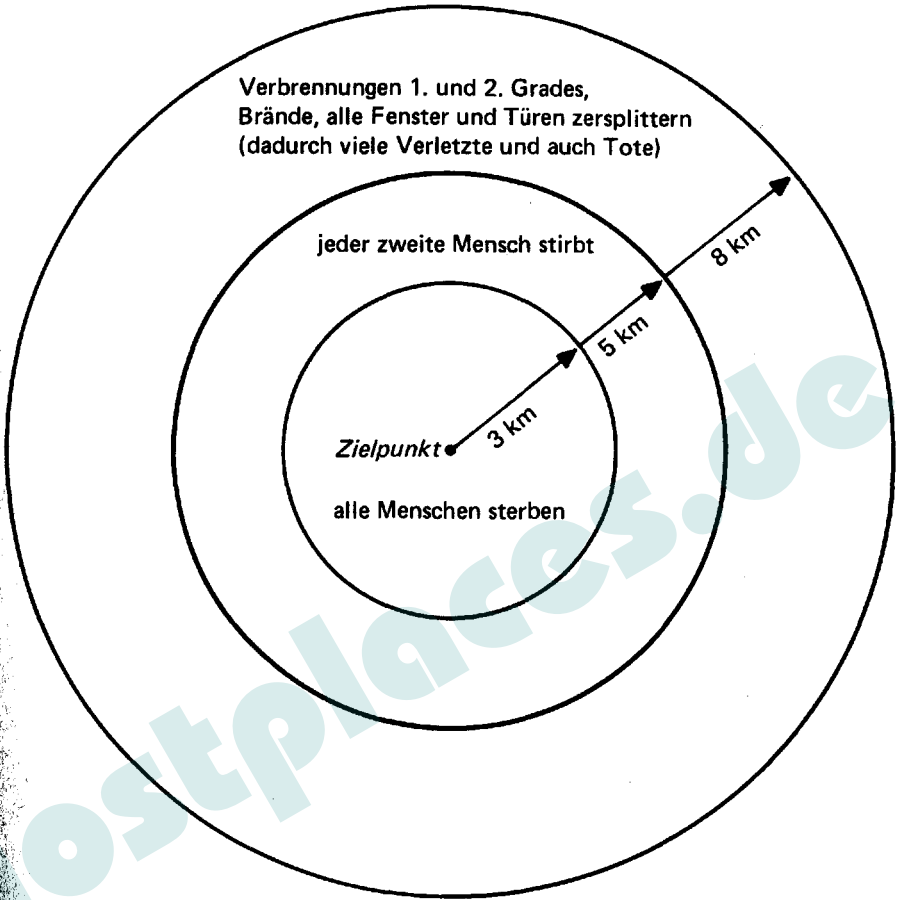 Verbrennungen 1. und 2. Grades,
Brände, alle Fenster und Türen zersplittern
(dadurch viele Verletzte und auch Tote)
jeder zweite Mensch stirbt
8 km
5 km
3 km
Zielpunkt
alle Menschen sterben
ostplaces.de